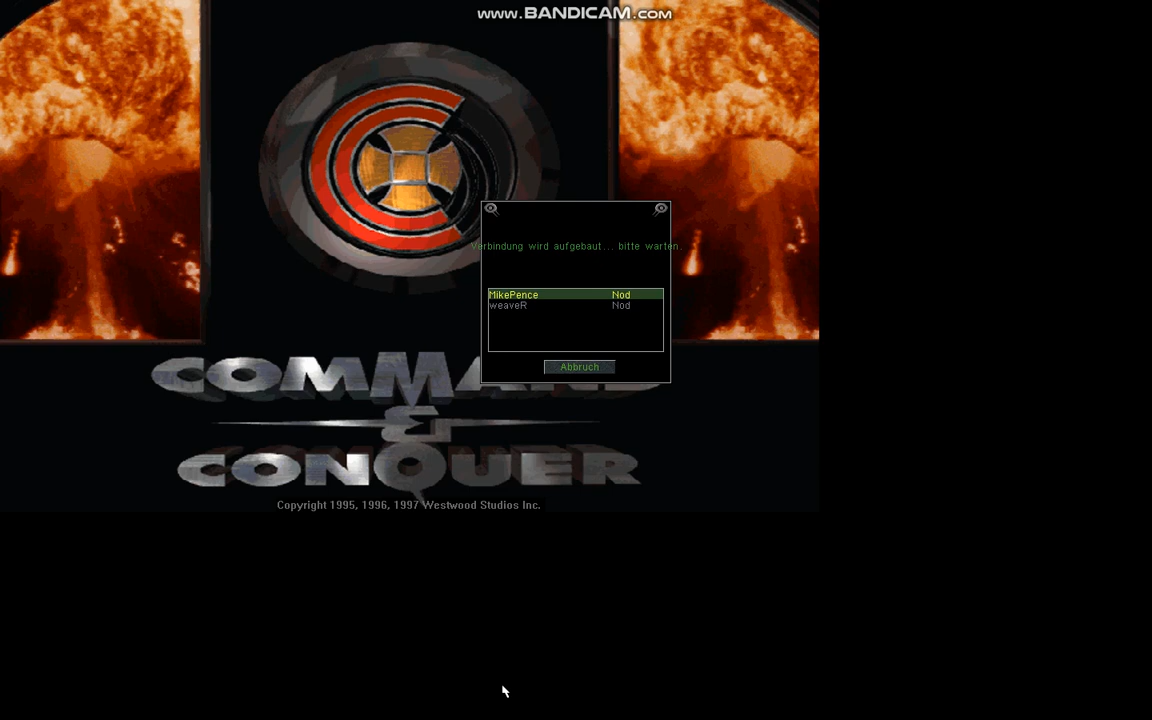 www.BANDICAM.com
Verbindung wird aufgebaut... bitte warten.
MikePence Nod
weaveR Nod
Abbruch
COMMAND
&
CONQUER
Copyright 1995, 1996, 1997 Westwood Studios Inc.